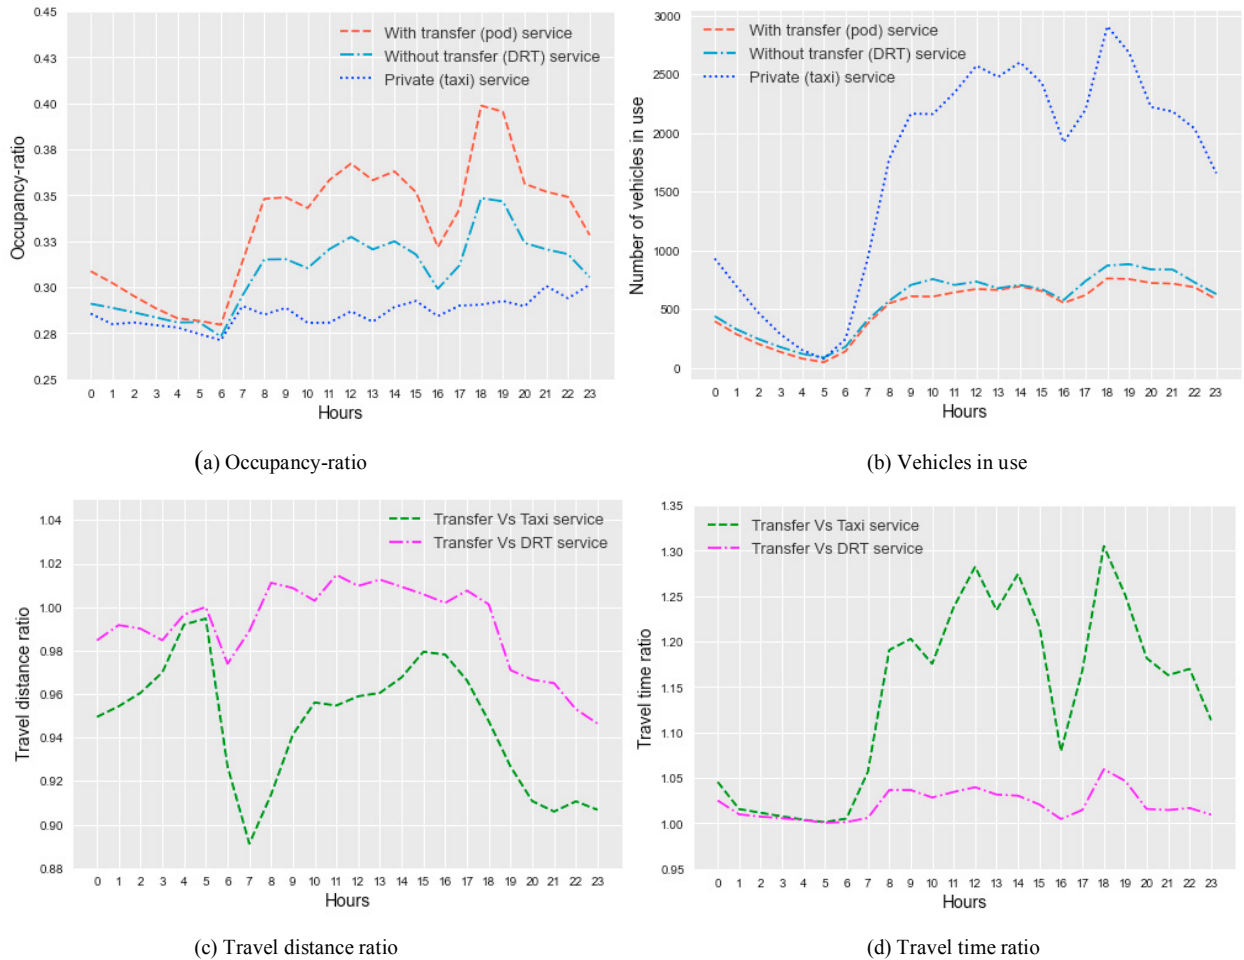 0.45
0.43
0.40
0.38
0.35
0.33
0.30
0.28
0.25
Occupancy-ratio
With transfer (pod) service
Without transfer (DRT) service
Private (taxi) service
0 1 2 3 4 5 6 7 8 9 10 11 12 13 14 15 16 17 18 19 20 21 22 23
Hours
(a) Occupancy-ratio
3000
2500
2000
1500
1000
500
0
Number of vehicles in use
With transfer (pod) service
Without transfer (DRT) service
Private (taxi) service
0 1 2 3 4 5 6 7 8 9 10 11 12 13 14 15 16 17 18 19 20 21 22 23
Hours
(b) Vehicles in use
1.04
1.02
1.00
0.98
0.96
0.94
0.92
0.90
0.88
Travel distance ratio
Transfer Vs Taxi service
Transfer Vs DRT service
0 1 2 3 4 5 6 7 8 9 10 11 12 13 14 15 16 17 18 19 20 21 22 23
Hours
(c) Travel distance ratio
1.35
1.30
1.25
1.20
1.15
1.10
1.05
1.00
0.95
Travel time ratio
Transfer Vs Taxi service
Transfer Vs DRT service
0 1 2 3 4 5 6 7 8 9 10 11 12 13 14 15 16 17 18 19 20 21 22 23
Hours
(d) Travel time ratio